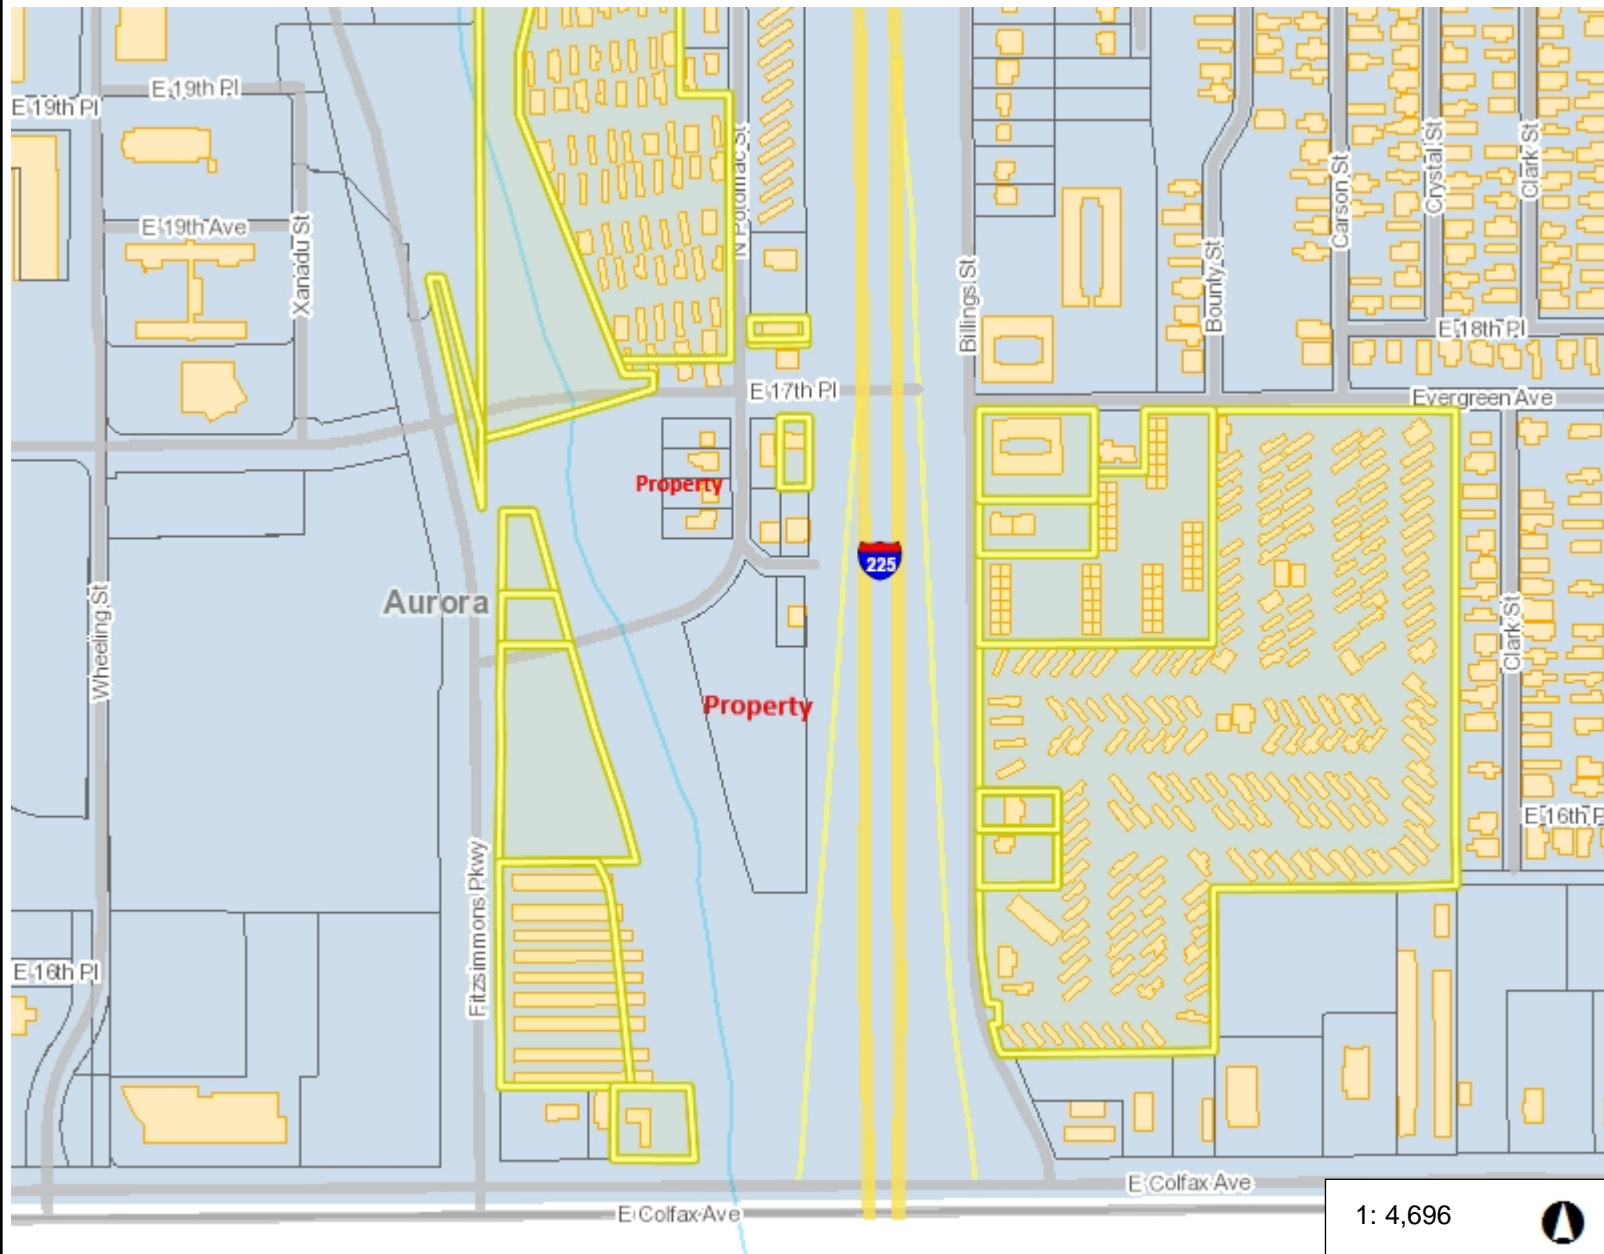 E 19th Pl
E 19th Pl
E 19th Ave
Xanadu St
N Potomac St
Billings St
Bounty St
Carson St
Crystal St
Clark St
E 18th Pl
E 17th Pl
Evergreen Ave
Property
225
Aurora
Wheeling St
Clark St
Property
E 16th P
Fitzsimmons Pkwy
E 16th Pl
E Colfax Ave
E Colfax Ave
1: 4,696